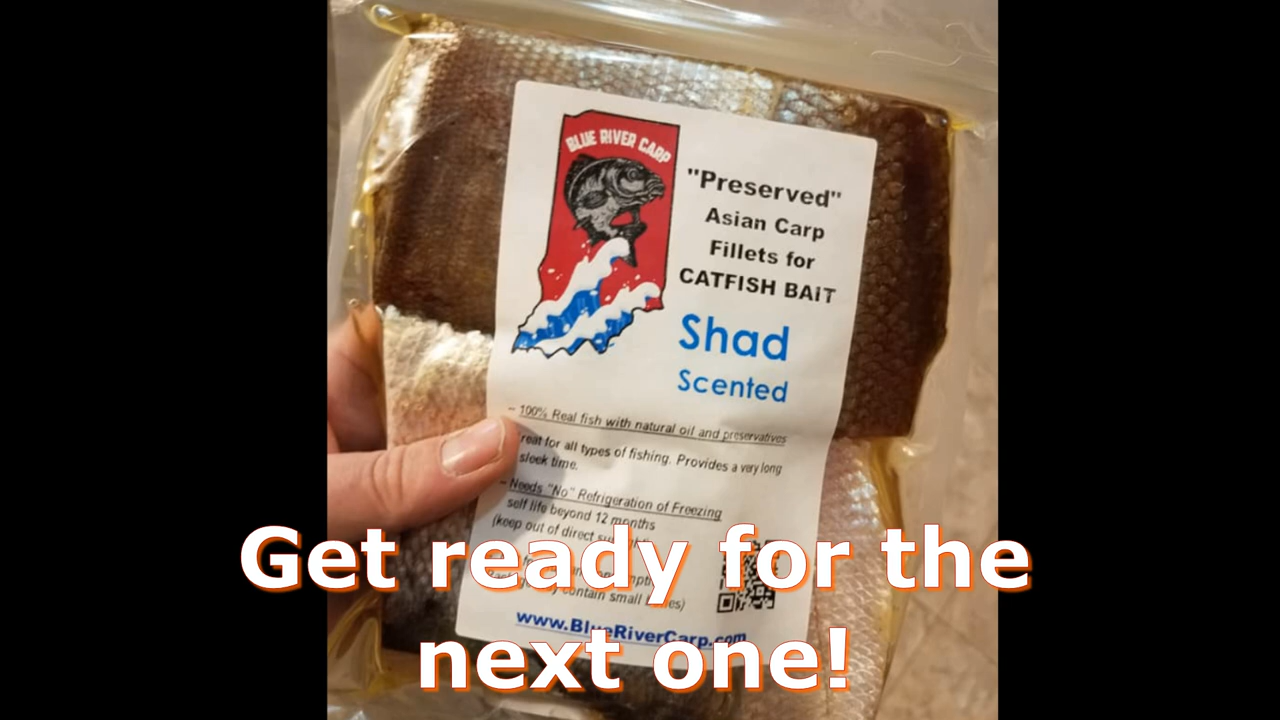 BLUE RIVER CARP
"Preserved"
Asian Carp
Fillets for
CATFISH BAiT
Shad
Scented
– 100% Real fish with natural oil and preservatives
reat for all types of fishing. Provides a very long
sleek time.
– Needs "No" Refrigeration of Freezing
self life beyond 12 months
(keep out of direct
contain small
www.BlueRiverCarp.com
Get ready for the
next one!